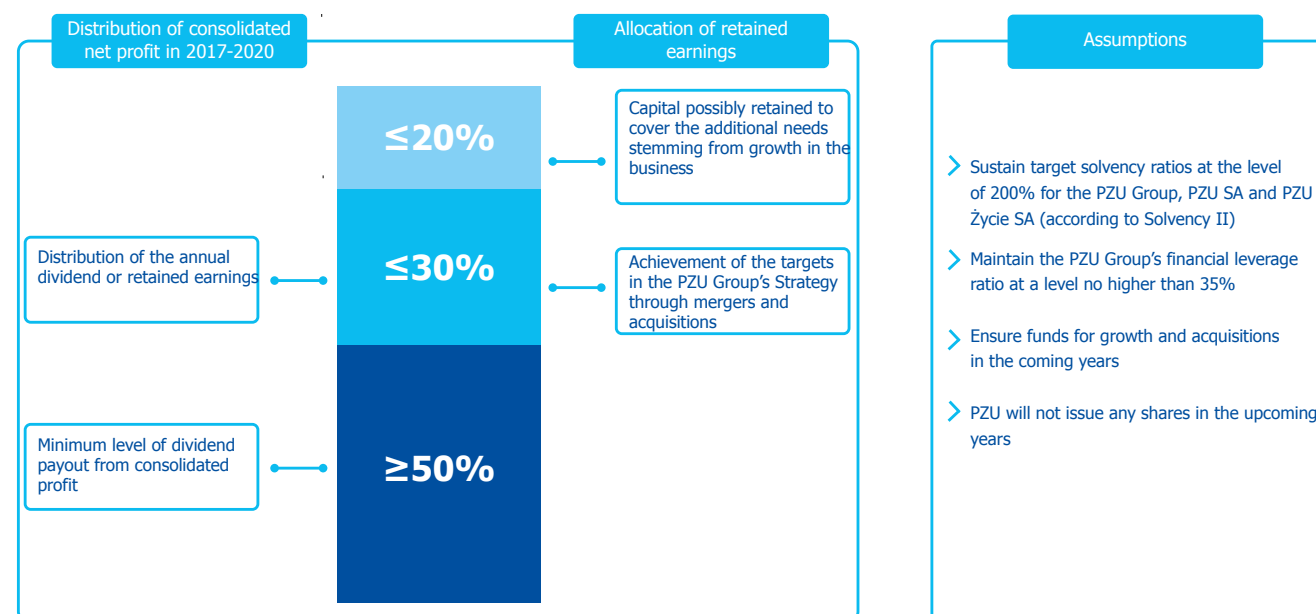 Distribution of consolidated
net profit in 2017-2020
Allocation of retained
earnings
Assumptions
≤20%
Capital possibly retained to
cover the additional needs
stemming from growth in the
business
Distribution of the annual
dividend or retained earnings
≤30%
Achievement of the targets
in the PZU Group's Strategy
through mergers and
acquisitions
Minimum level of dividend
payout from consolidated
profit
≥50%
Sustain target solvency ratios at the level
of 200% for the PZU Group, PZU SA and PZU
Życie SA (according to Solvency II)
Maintain the PZU Group's financial leverage
ratio at a level no higher than 35%
Ensure funds for growth and acquisitions
in the coming years
PZU will not issue any shares in the upcoming
years